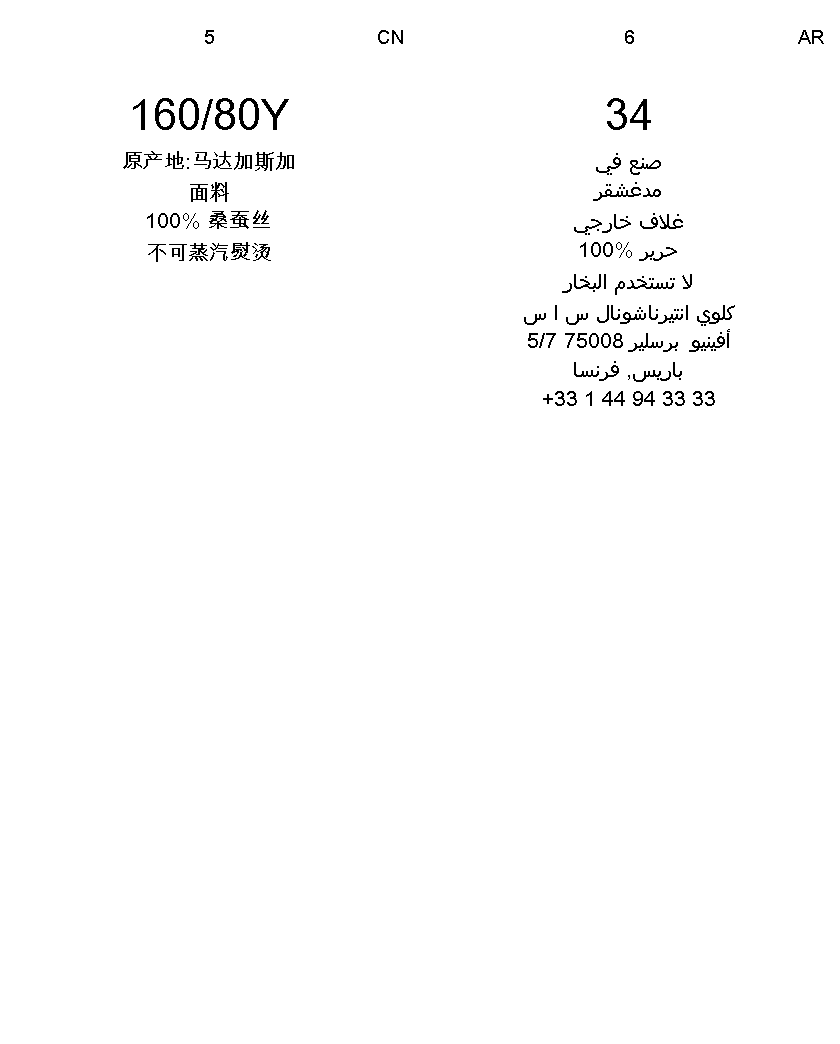 5 CN
160/80Y
原产地:马达加斯加
面料
100% 桑蚕丝
不可蒸汽熨烫
6 AR
34
صنع في
مدغشقر
غلاف خارجي
100% حرير
لا تستخدم البخار
كلوي انتيرناشونال س ا س
5/7 أفينيو برسلير 75008
باريس, فرنسا
+33 1 44 94 33 33